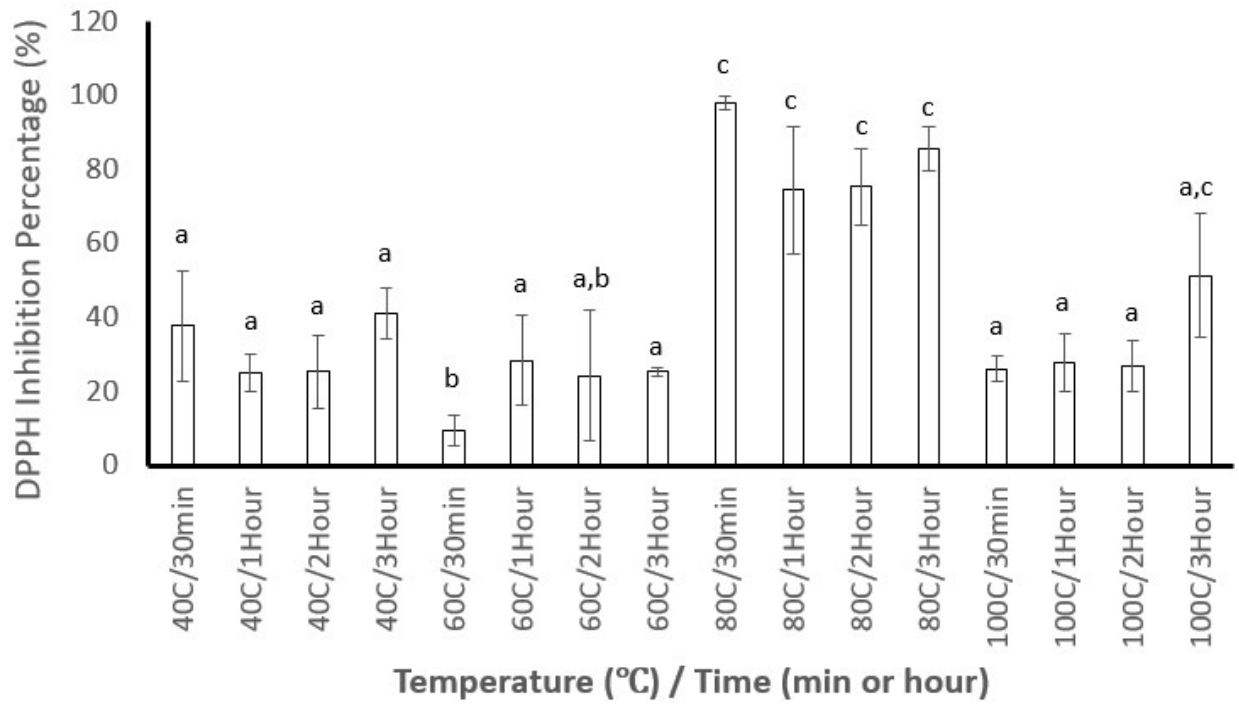 DPPH Inhibition Percentage (%)
120
100
80
60
40
20
0
a
a
a
a
b
a
a,b
a
c
c
c
c
a
a
a
a,c
40C/30min
40C/1Hour
40C/2Hour
40C/3Hour
60C/30min
60C/1Hour
60C/2Hour
60C/3Hour
80C/30min
80C/1Hour
80C/2Hour
80C/3Hour
100C/30min
100C/1Hour
100C/2Hour
100C/3Hour
Temperature (℃) / Time (min or hour)